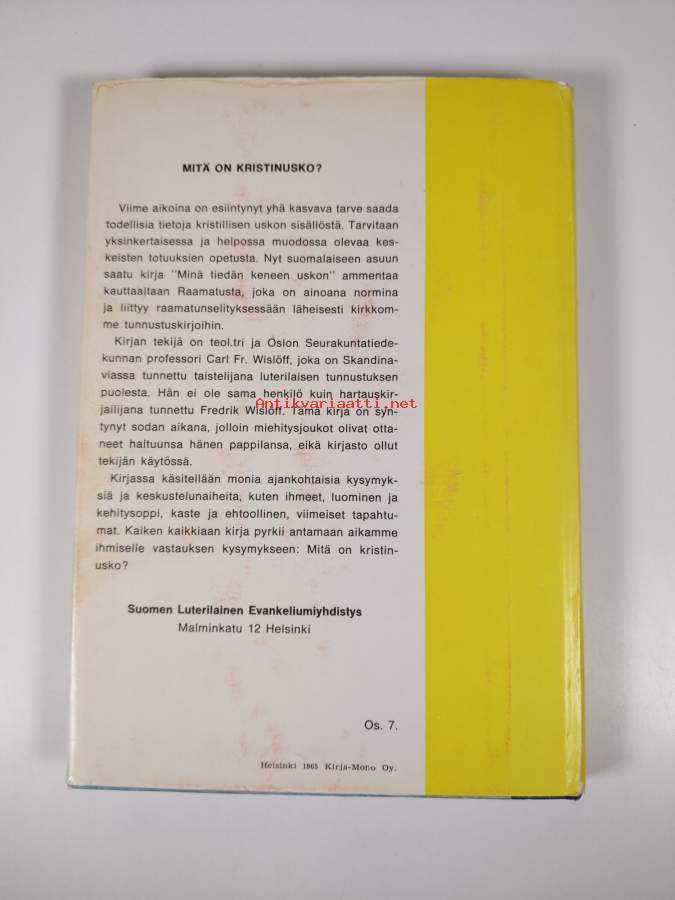 MITÄ ON KRISTINUSKO?
Viime aikoina on esiintynyt yhä kasvava tarve saada
todellisia tietoja kristillisen uskon sisällöstä. Tarvitaan
yksinkertaisessa ja helpossa muodossa olevaa kes-
keisten totuuksien opetusta. Nyt suomalaiseen asuun
saatu kirja "Minä tiedän keneen uskon" ammentaa
kauttaaltaan Raamatusta, joka on ainoana normina
ja liittyy raamatunselityksessään läheisesti kirkkom-
me tunnustuskirjoihin.
Kirjan tekijä on teol.tri ja Oslon Seurakuntatiede-
kunnan professori Carl Fr. Wislöff, joka on Skandina-
viassa tunnettu taistelijana luterilaisen tunnustuksen
puolesta. Hän ei ole sama henkilö kuin hartauskir-
jailijana tunnettu Fredrik Wislöff. Tämä kirja on syn-
tynyt sodan aikana, jolloin miehitysjoukot olivat otta-
neet haltuunsa hänen pappilansa, eikä kirjasto ollut
tekijän käytössä.
Kirjassa käsitellään monia ajankohtaisia kysymyk-
siä ja keskustelunaiheita, kuten ihmeet, luominen ja
kehitysoppi, kaste ja ehtoollinen, viimeiset tapahtu-
mat. Kaiken kaikkiaan kirja pyrkii antamaan aikamme
ihmiselle vastauksen kysymykseen: Mitä on kristin-
usko?
Suomen Luterilainen Evankeliumiyhdistys
Malminkatu 12 Helsinki
Os. 7.
Helsinki 1965 Kirja-Mono Oy.
Antikvariaatti.net